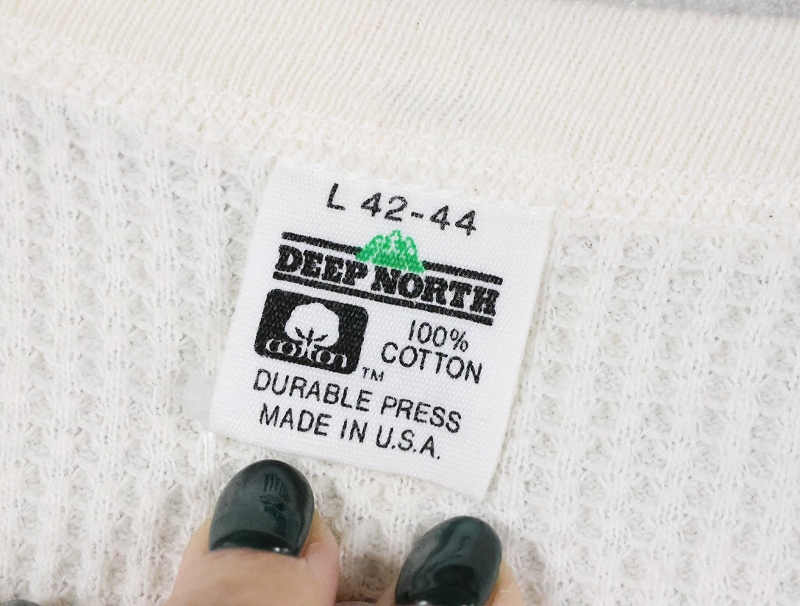 L 42-44
DEEP NORTH
cotton
TM
100%
COTTON
DURABLE PRESS
MADE IN U.S.A.